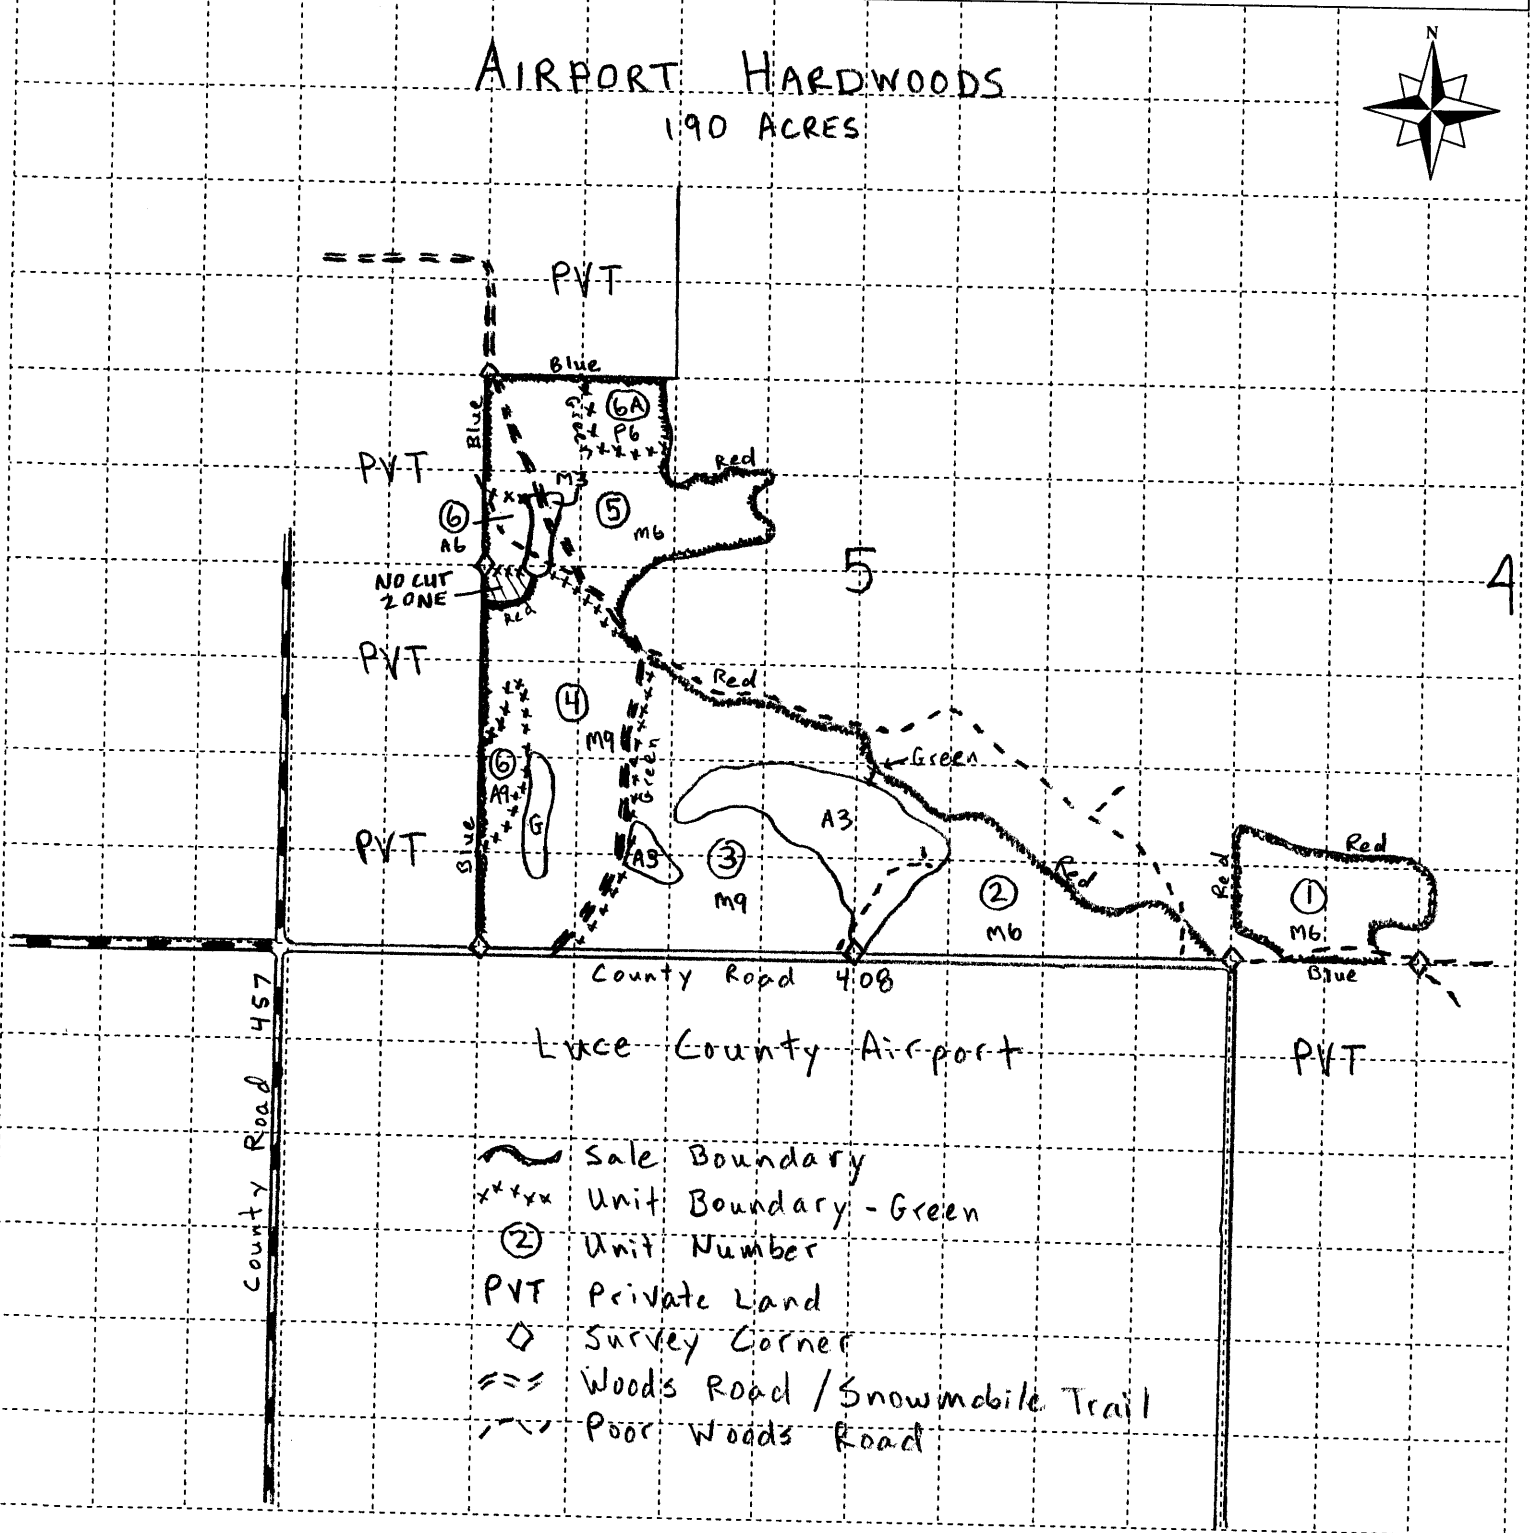 N
AIRPORT HARDWOODS
190 ACRES
PVT
Blue
Blue
Green
6A
P6
PVT
Red
M3
6
A6
5
M6
5
4
NO CUT
ZONE
Red
PVT
Red
4
M9
Green
Green
6
A9
G
A3
A3
PVT
Blue
3
M9
2
M6
Red
Red
Red
1
M6
Blue
County Road 408
County Road 457
Luce County Airport
PVT
Sale Boundary
xxxxx Unit Boundary - Green
2 Unit Number
PVT Private Land
Survey Corner
Woods Road / Snowmobile Trail
Poor Woods Road